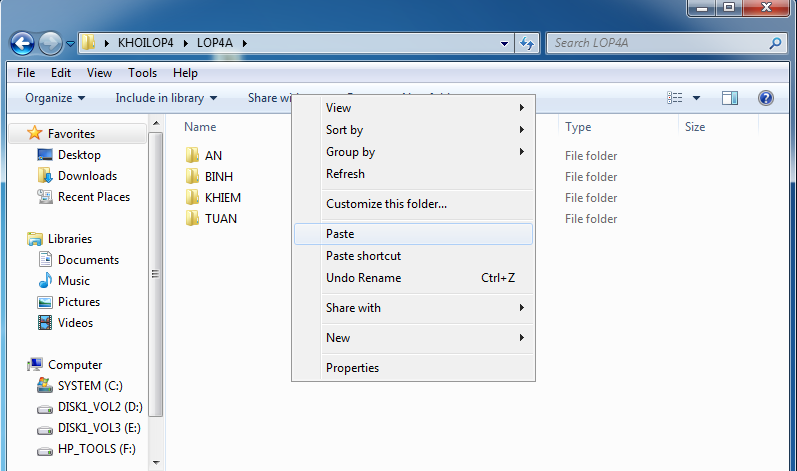 KHOILOP4 LOP4A Search LOP4A
File Edit View Tools Help
Organize Include in library
Favorites
Desktop
Downloads
Recent Places
Libraries
Documents
Music
Pictures
Videos
Computer
SYSTEM (C:)
DISK1_VOL2 (D:)
DISK1_VOL3 (E:)
HP_TOOLS (F:)
Name Type Size
AN File folder
BINH File folder
KHIEM File folder
TUAN File folder
Share wi
View
Sort by
Group by
Refresh
Customize this folder...
Paste
Paste shortcut
Undo Rename Ctrl+Z
Share with
New
Properties